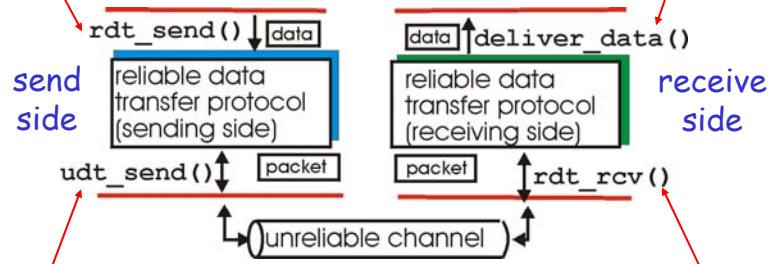 rdt_send()
data
data
deliver_data()
send
side
reliable data
transfer protocol
(sending side)
reliable data
transfer protocol
(receiving side)
receive
side
udt_send()
packet
packet
rdt_rcv()
unreliable channel